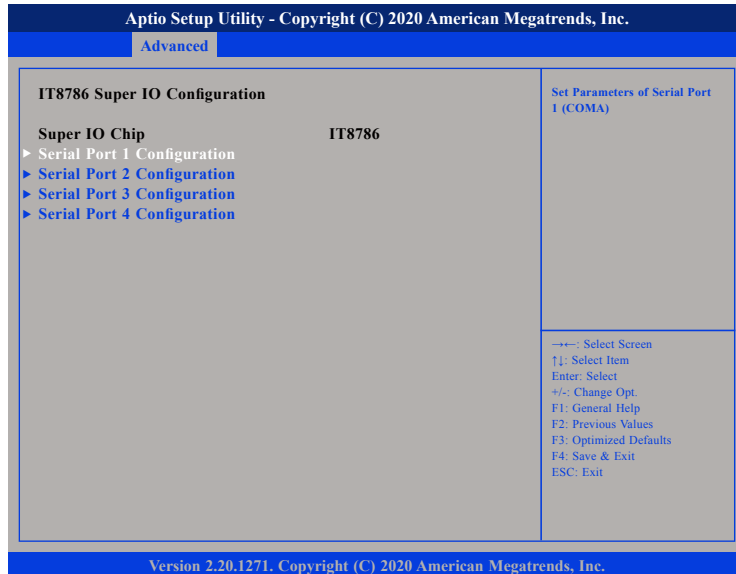 Aptio Setup Utility - Copyright (C) 2020 American Megatrends, Inc.
Advanced
IT8786 Super IO Configuration
Super IO Chip IT8786
► Serial Port 1 Configuration
► Serial Port 2 Configuration
► Serial Port 3 Configuration
► Serial Port 4 Configuration
Set Parameters of Serial Port
1 (COMA)
→←: Select Screen
↑↓: Select Item
Enter: Select
+/-: Change Opt.
F1: General Help
F2: Previous Values
F3: Optimized Defaults
F4: Save & Exit
ESC: Exit
Version 2.20.1271. Copyright (C) 2020 American Megatrends, Inc.